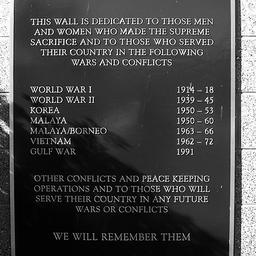 THIS WALL IS DEDICATED TO THOSE MEN
AND WOMEN WHO MADE THE SUPREME
SACRIFICE AND TO THOSE WHO SERVED
THEIR COUNTRY IN THE FOLLOWING
WARS AND CONFLICTS
WORLD WAR I 1914 – 18
WORLD WAR II 1939 – 45
KOREA 1950 – 53
MALAYA 1950 – 60
MALAYA/BORNEO 1963 – 66
VIETNAM 1962 – 72
GULF WAR 1991
OTHER CONFLICTS AND PEACE KEEPING
OPERATIONS AND TO THOSE WHO WILL
SERVE THEIR COUNTRY IN ANY FUTURE
WARS OR CONFLICTS
WE WILL REMEMBER THEM